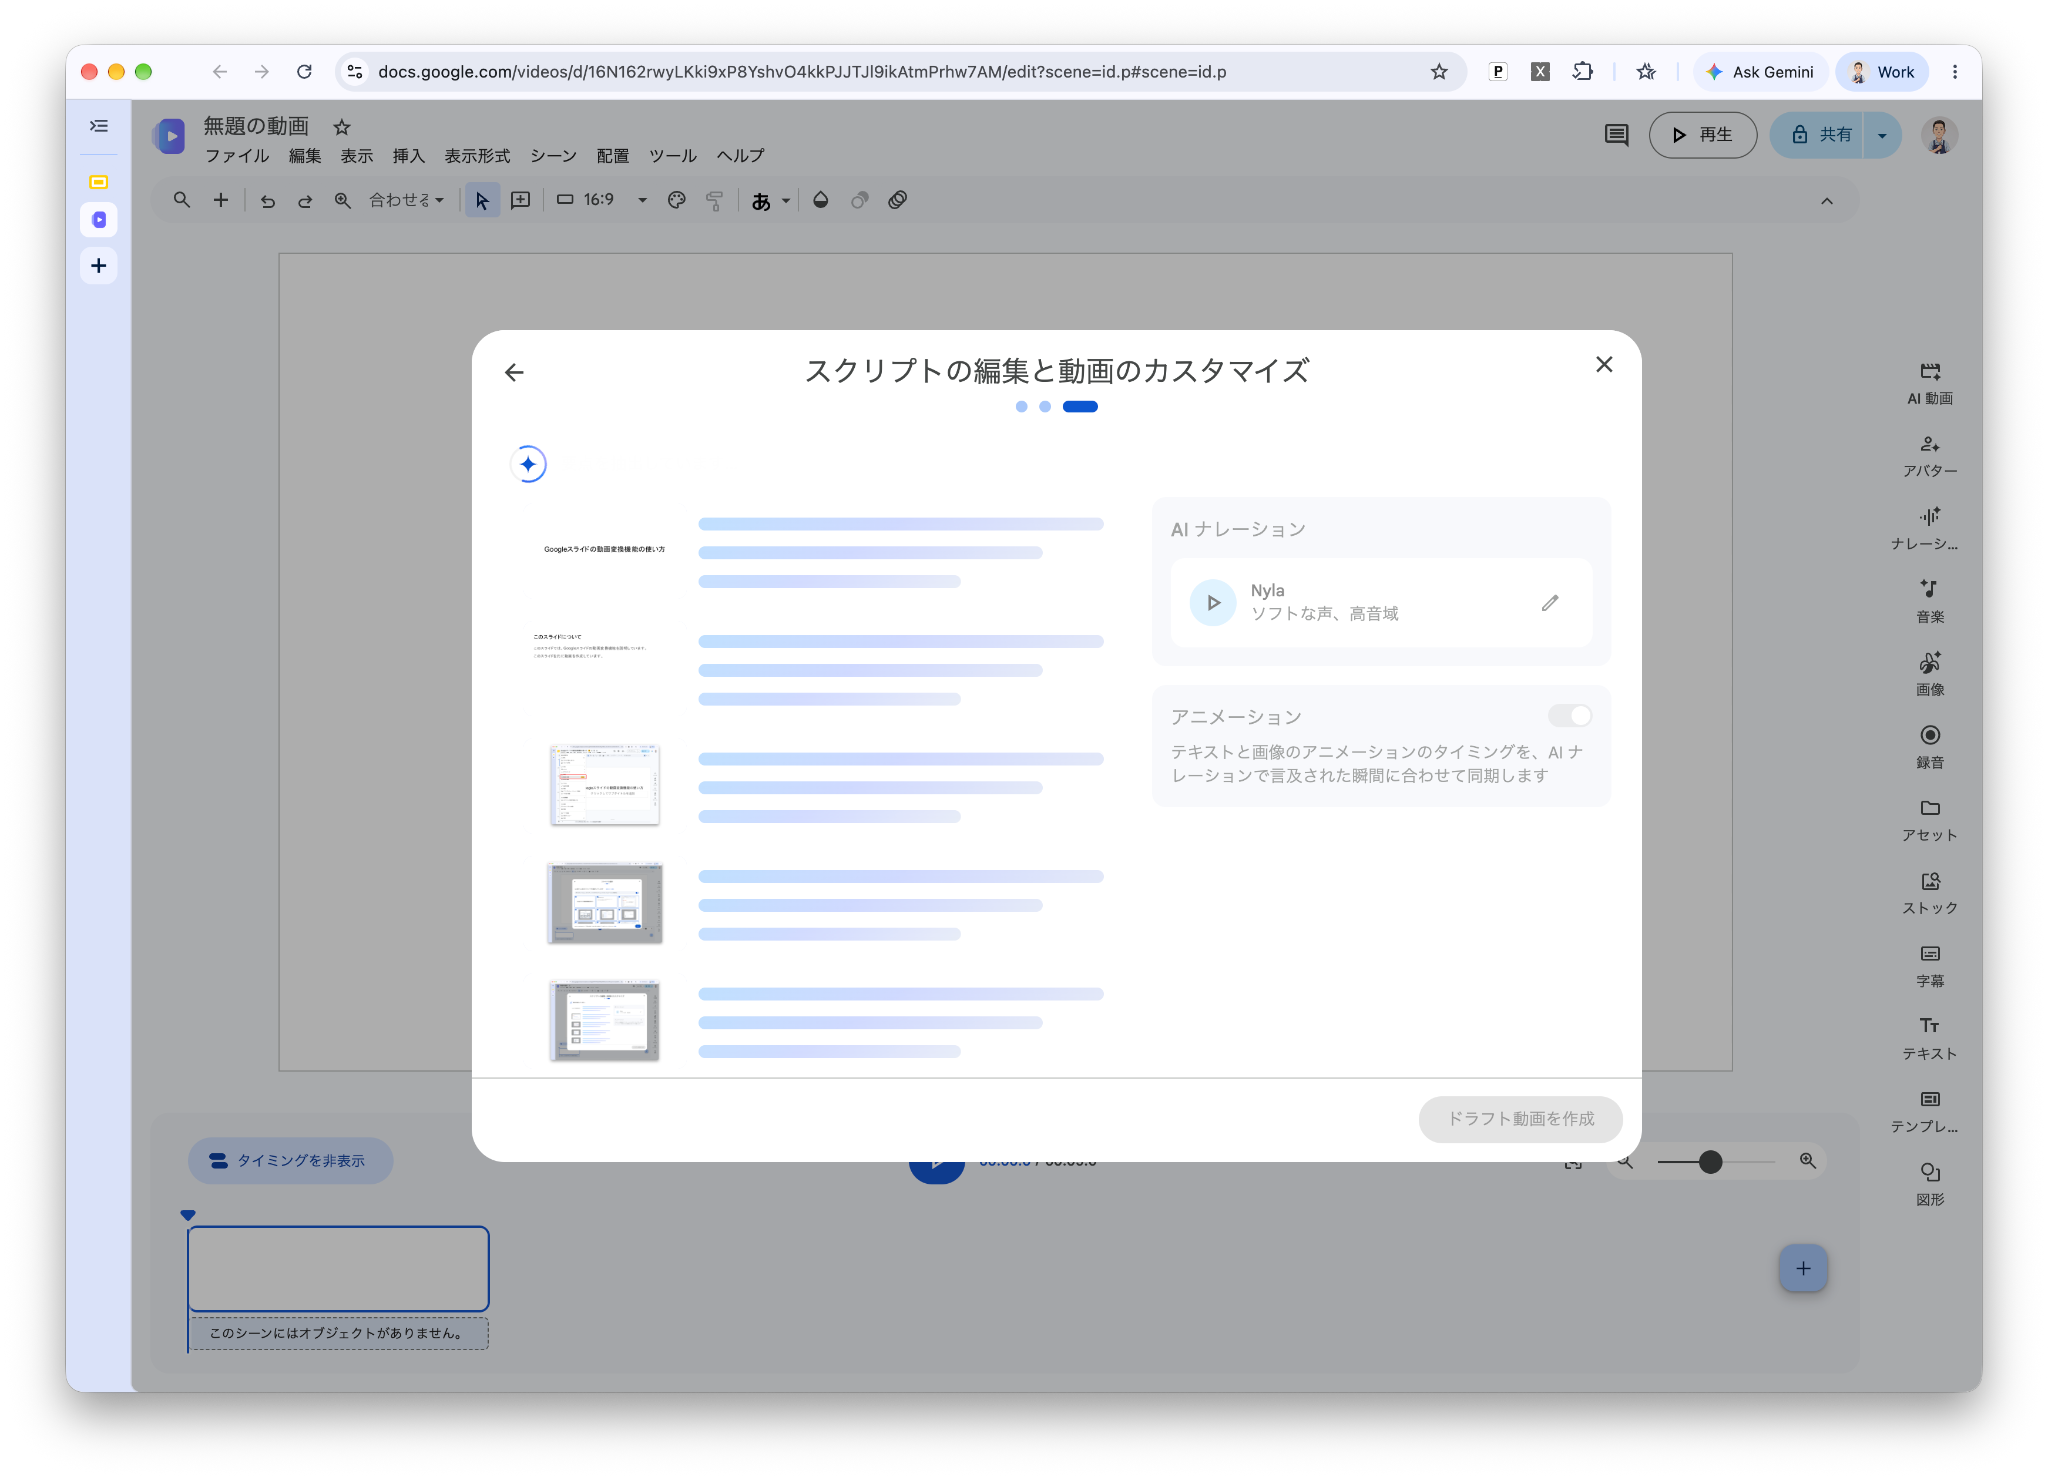 docs.google.com/videos/d/16N162rwyLKki9xP8YshvO4kkPJJTJl9ikAtmPrhw7AM/edit?scene=id.p#scene=id.p
P
X
Ask Gemini
Work
無題の動画
ファイル 編集 表示 挿入 表示形式 シーン 配置 ツール ヘルプ
再生
共有
合わせる
16:9
あ
スクリプトの編集と動画のカスタマイズ
Googleスライドの動画変換機能の使い方
このスライドについて
AI ナレーション
Nyla
ソフトな声、高音域
アニメーション
テキストと画像のアニメーションのタイミングを、AI ナ
レーションで言及された瞬間に合わせて同期します
ドラフト動画を作成
AI 動画
アバター
ナレーシ...
音楽
画像
録音
アセット
ストック
字幕
テキスト
テンプレ...
図形
タイミングを非表示
このシーンにはオブジェクトがありません。